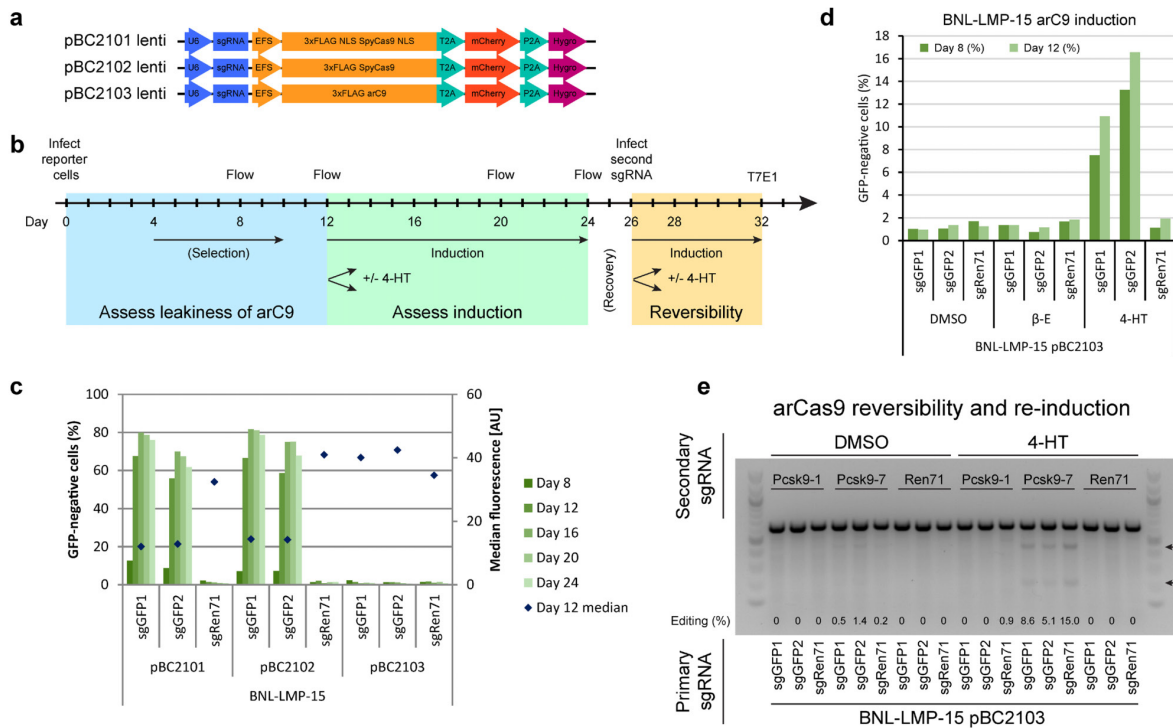 a
pBC2101 lenti
U6 sgRNA EFS 3xFLAG NLS SpyCas9 NLS T2A mCherry P2A Hygro
pBC2102 lenti
U6 sgRNA EFS 3xFLAG SpyCas9 T2A mCherry P2A Hygro
pBC2103 lenti
U6 sgRNA EFS 3xFLAG arC9 T2A mCherry P2A Hygro
b
Infect reporter cells
Flow
Flow
Flow
Flow
Infect second sgRNA
T7E1
Day 0 4 8 12 16 20 24 26 28 32
(Selection)
Induction
(Recovery)
Induction
+/- 4-HT
+/- 4-HT
Assess leakiness of arC9
Assess induction
Reversibility
c
GFP-negative cells (%)
100
80
60
40
20
0
60
40
20
0
Median fluorescence [AU]
Day 8
Day 12
Day 16
Day 20
Day 24
Day 12 median
sgGFP1 sgGFP2 sgRen71 sgGFP1 sgGFP2 sgRen71 sgGFP1 sgGFP2 sgRen71
pBC2101 pBC2102 pBC2103
BNL-LMP-15
d
BNL-LMP-15 arC9 induction
Day 8 (%) Day 12 (%)
GFP-negative cells (%)
18
16
14
12
10
8
6
4
2
0
sgGFP1 sgGFP2 sgRen71 sgGFP1 sgGFP2 sgRen71 sgGFP1 sgGFP2 sgRen71
DMSO β-E 4-HT
BNL-LMP-15 pBC2103
e
arCas9 reversibility and re-induction
Secondary sgRNA
DMSO 4-HT
Pcsk9-1 Pcsk9-7 Ren71 Pcsk9-1 Pcsk9-7 Ren71
Editing (%) 0 0 0 0.5 1.4 0.2 0 0 0 0 0 0.9 8.6 5.1 15.0 0 0 0
Primary sgRNA
sgGFP1 sgGFP2 sgRen71 sgGFP1 sgGFP2 sgRen71 sgGFP1 sgGFP2 sgRen71 sgGFP1 sgGFP2 sgRen71 sgGFP1 sgGFP2 sgRen71 sgGFP1 sgGFP2 sgRen71
BNL-LMP-15 pBC2103